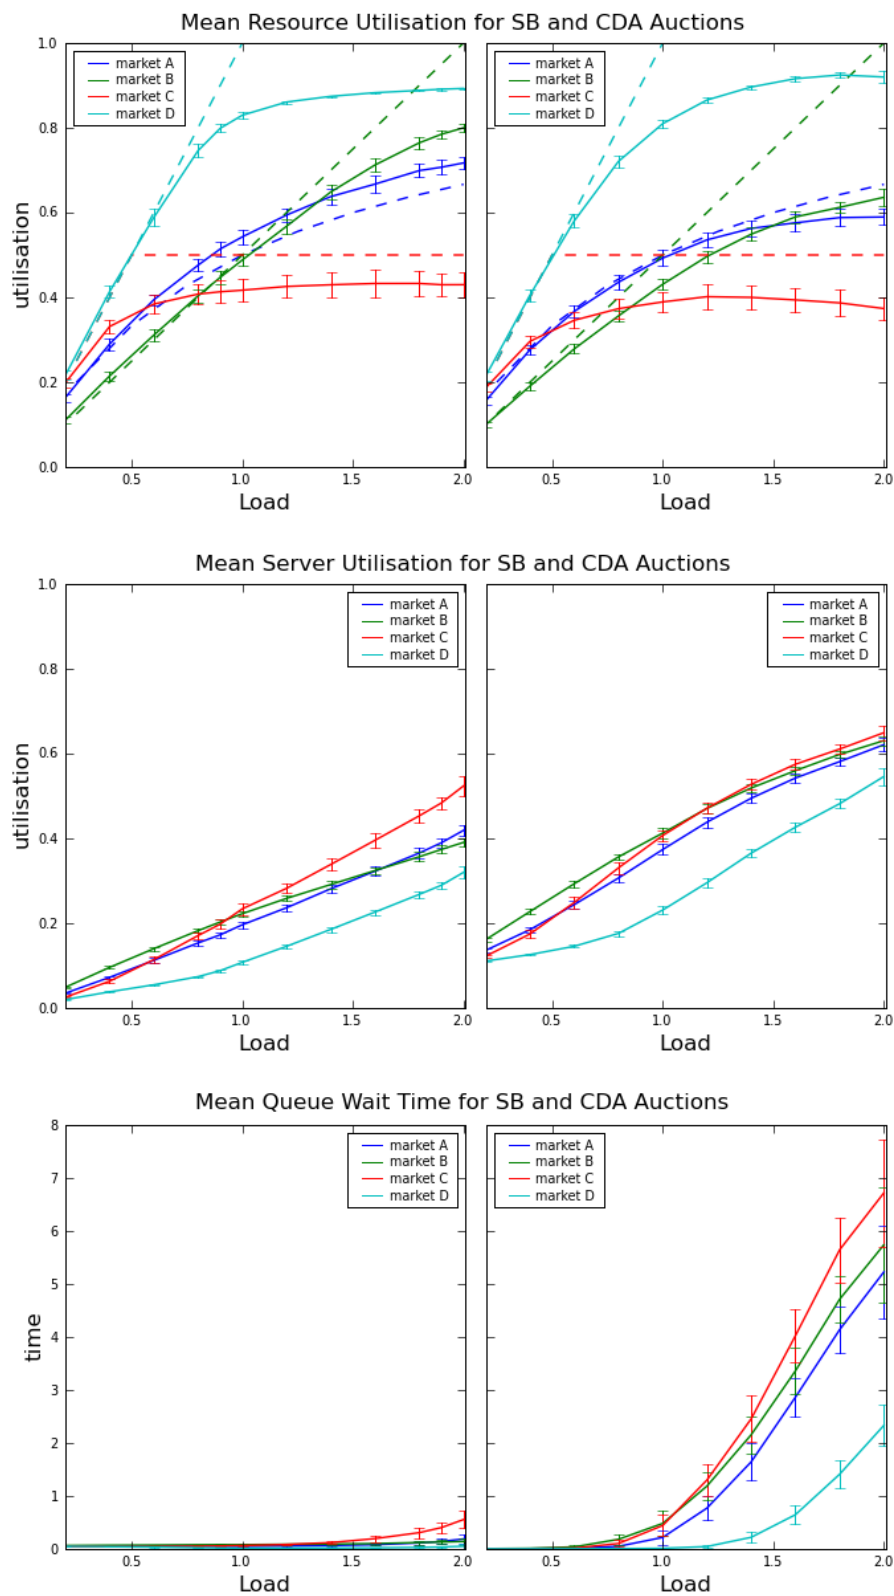 Mean Resource Utilisation for SB and CDA Auctions
1.0
0.8
0.6
0.4
0.2
0.0
utilisation
market A
market B
market C
market D
0.5
1.0
1.5
2.0
Load
market A
market B
market C
market D
0.5
1.0
1.5
2.0
Load
Mean Server Utilisation for SB and CDA Auctions
1.0
0.8
0.6
0.4
0.2
0.0
utilisation
market A
market B
market C
market D
0.5
1.0
1.5
2.0
Load
market A
market B
market C
market D
0.5
1.0
1.5
2.0
Load
Mean Queue Wait Time for SB and CDA Auctions
8
7
6
5
4
3
2
1
0
time
market A
market B
market C
market D
0.5
1.0
1.5
2.0
Load
market A
market B
market C
market D
0.5
1.0
1.5
2.0
Load